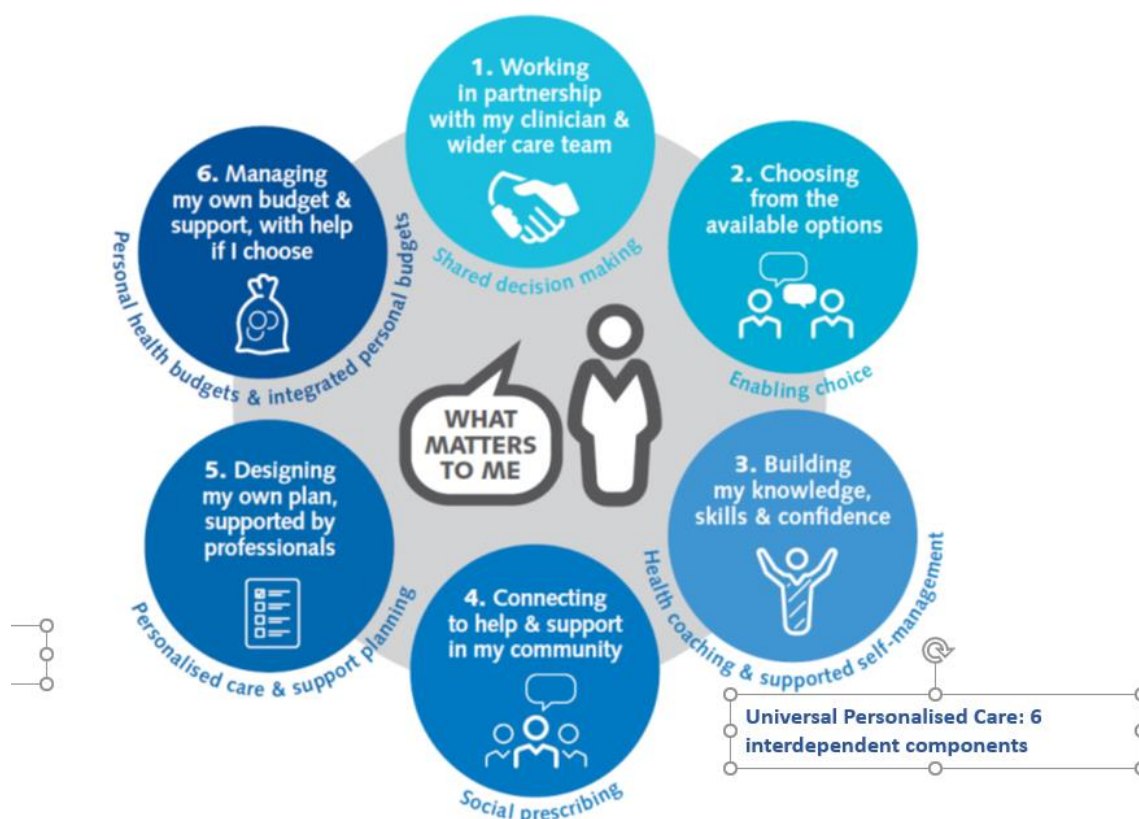 1. Working
in partnership
with my clinician &
wider care team
Shared decision making
2. Choosing
from the
available options
Enabling choice
3. Building
my knowledge,
skills & confidence
Health coaching & supported self-management
4. Connecting
to help & support
in my community
Social prescribing
5. Designing
my own plan,
supported by
professionals
Personalised care & support planning
6. Managing
my own budget &
support, with help
if I choose
Personal health budgets & integrated personal budgets
WHAT
MATTERS
TO ME
Universal Personalised Care: 6
interdependent components